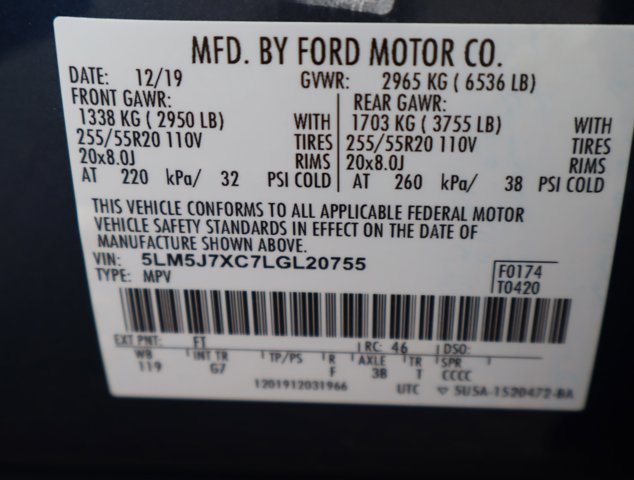 MFD. BY FORD MOTOR CO.
DATE: 12/19 GVWR: 2965 KG ( 6536 LB)
FRONT GAWR: REAR GAWR:
1338 KG ( 2950 LB) WITH 1703 KG ( 3755 LB) WITH
255/55R20 110V TIRES 255/55R20 110V TIRES
20x8.0J RIMS 20x8.0J RIMS
AT 220 kPa/ 32 PSI COLD AT 260 kPa/ 38 PSI COLD
THIS VEHICLE CONFORMS TO ALL APPLICABLE FEDERAL MOTOR
VEHICLE SAFETY STANDARDS IN EFFECT ON THE DATE OF
MANUFACTURE SHOWN ABOVE.
VIN: 5LM5J7XC7LGL20755 F0174
TYPE: MPV T0420
EXT PNT: FT RC: 46 DSO:
WB INT TR TP/PS R AXLE TR SPR
119 G7 F 3B T CCCC
1201912031966 UTC ▽ 5U5A-1520472-BA